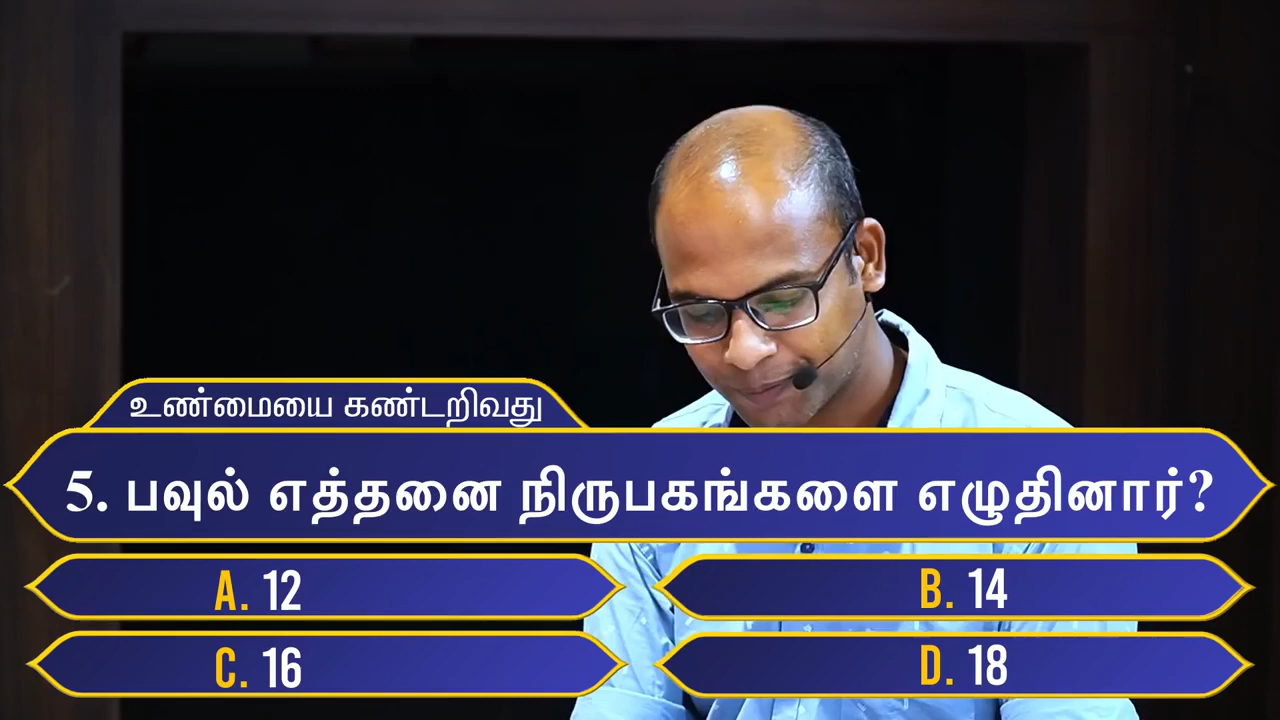 உண்மையை கண்டறிவது
5. பவுல் எத்தனை நிருபகங்களை எழுதினார்?
A. 12
B. 14
C. 16
D. 18